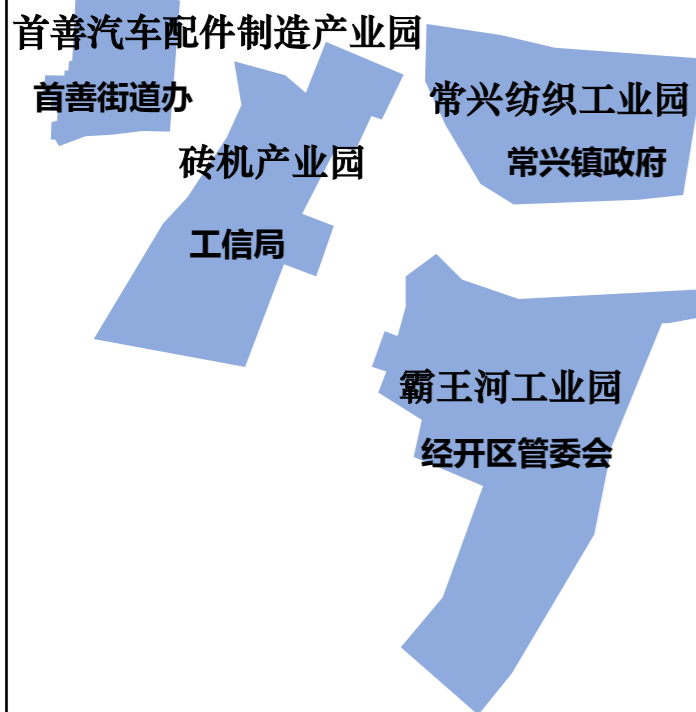 首善汽车配件制造产业园
首善街道办
常兴纺织工业园
常兴镇政府
砖机产业园
工信局
霸王河工业园
经开区管委会